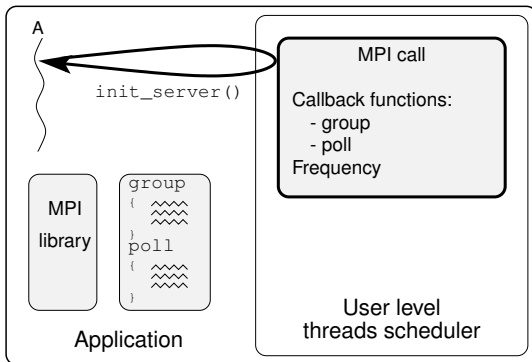 A
init_server()
MPI call
Callback functions:
- group
- poll
Frequency
MPI
library
group
{
}
poll
{
}
Application
User level
threads scheduler